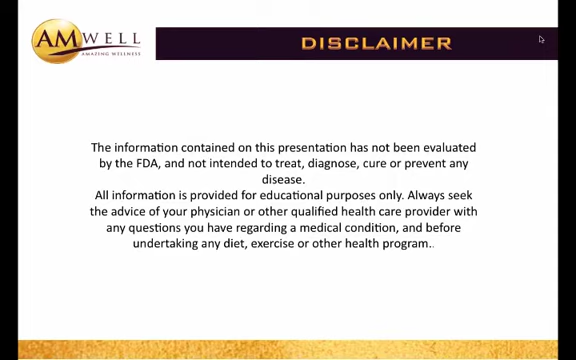 AMWELL
AMAZING WELLNESS
DISCLAIMER
The information contained on this presentation has not been evaluated
by the FDA, and not intended to treat, diagnose, cure or prevent any
disease.
All information is provided for educational purposes only. Always seek
the advice of your physician or other qualified health care provider with
any questions you have regarding a medical condition, and before
undertaking any diet, exercise or other health program..